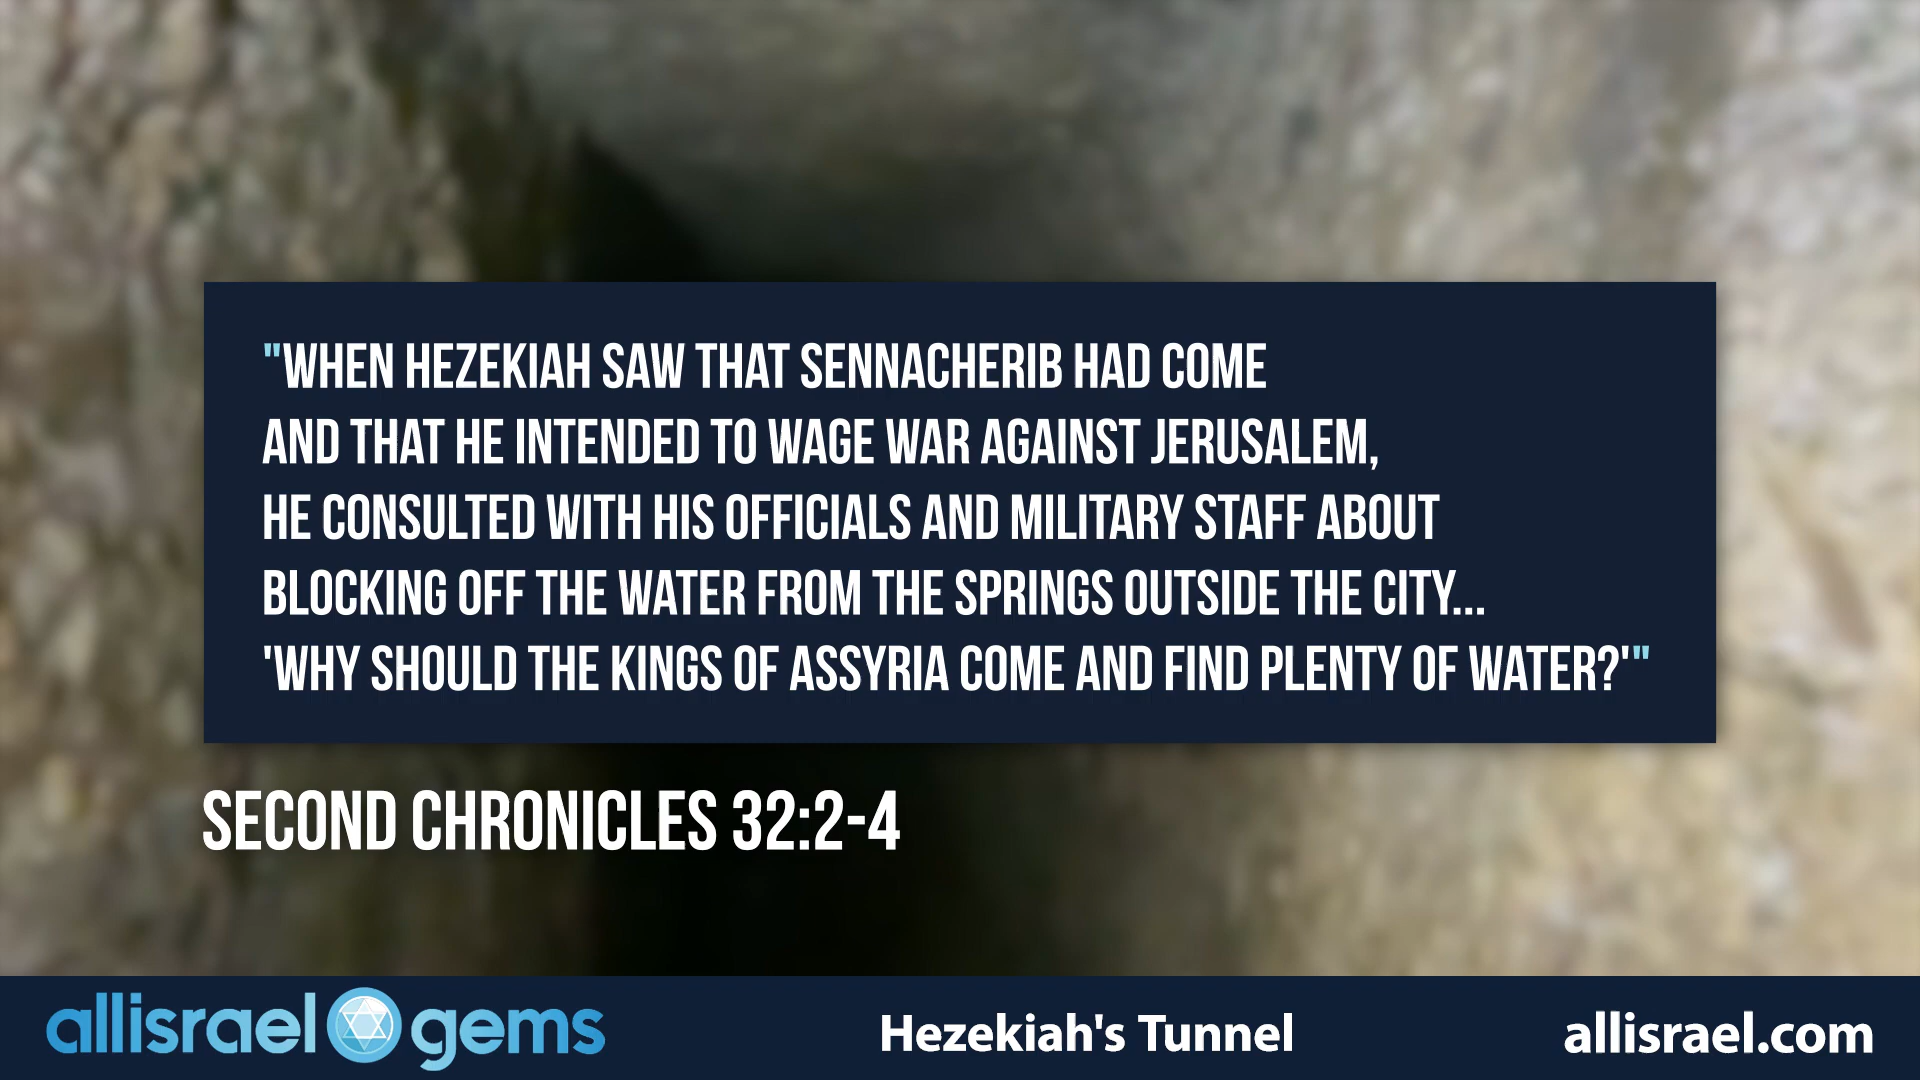 "WHEN HEZEKIAH SAW THAT SENNACHERIB HAD COME
AND THAT HE INTENDED TO WAGE WAR AGAINST JERUSALEM,
HE CONSULTED WITH HIS OFFICIALS AND MILITARY STAFF ABOUT
BLOCKING OFF THE WATER FROM THE SPRINGS OUTSIDE THE CITY...
'WHY SHOULD THE KINGS OF ASSYRIA COME AND FIND PLENTY OF WATER?'"
SECOND CHRONICLES 32:2-4
allisrael gems
Hezekiah's Tunnel
allisrael.com